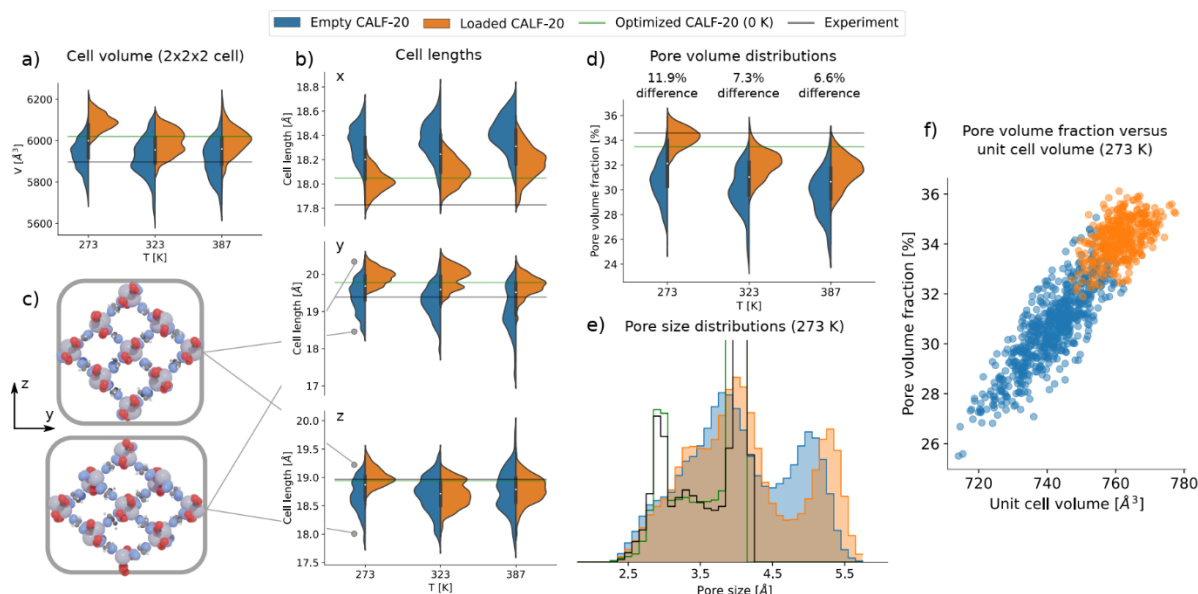 Empty CALF-20
Loaded CALF-20
Optimized CALF-20 (0 K)
Experiment
a)
Cell volume (2x2x2 cell)
6200
6000
5800
5600
V [Å³]
273
323
387
T [K]
b)
Cell lengths
x
18.8
18.6
18.4
18.2
18.0
17.8
Cell length [Å]
y
20
19
17
Cell length [Å]
z
20.0
19.5
19.0
18.5
18.0
17.5
Cell length [Å]
273
323
387
T [K]
c)
z
y
d)
Pore volume distributions
11.9%
difference
7.3%
difference
6.6%
difference
36
34
32
30
28
26
24
Pore volume fraction [%]
273
323
387
T [K]
e)
Pore size distributions (273 K)
2,5
3,5
4,5
5,5
Pore size [Å]
f)
Pore volume fraction versus
unit cell volume (273 K)
36
34
32
30
28
26
Pore volume fraction [%]
720
740
760
780
Unit cell volume [Å³]